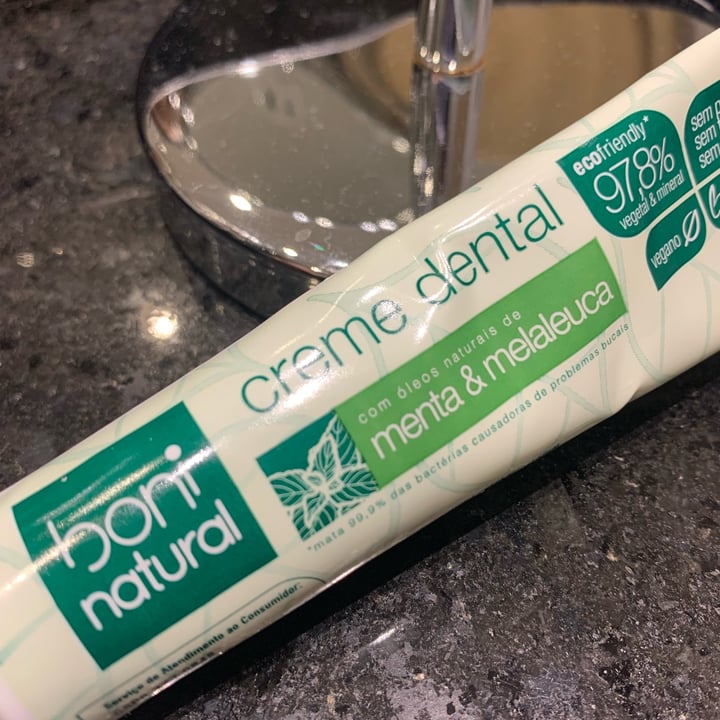 boni
natural
creme dental
com óleos naturais de
menta & melaleuca
*mata 99,9% das bactérias causadoras de problemas bucais
ecofriendly*
97,8%
vegetal & mineral
vegano
sem
sem
sem
Serviço de Atendimento ao Consumidor: